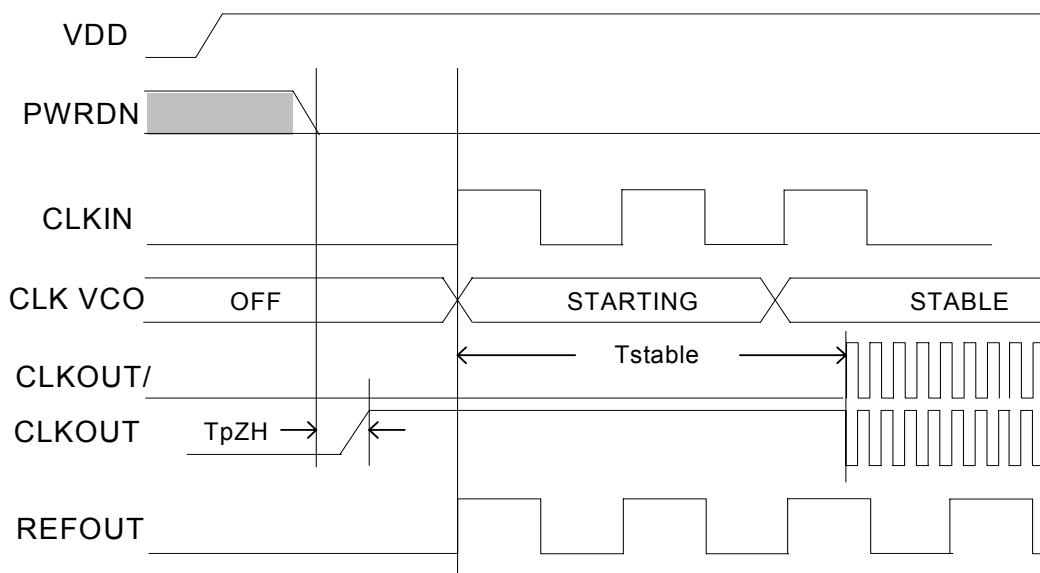 VDD
PWRDN
CLKIN
CLK VCO OFF STARTING STABLE
Tstable
CLKOUT/
CLKOUT TpZH
REFOUT